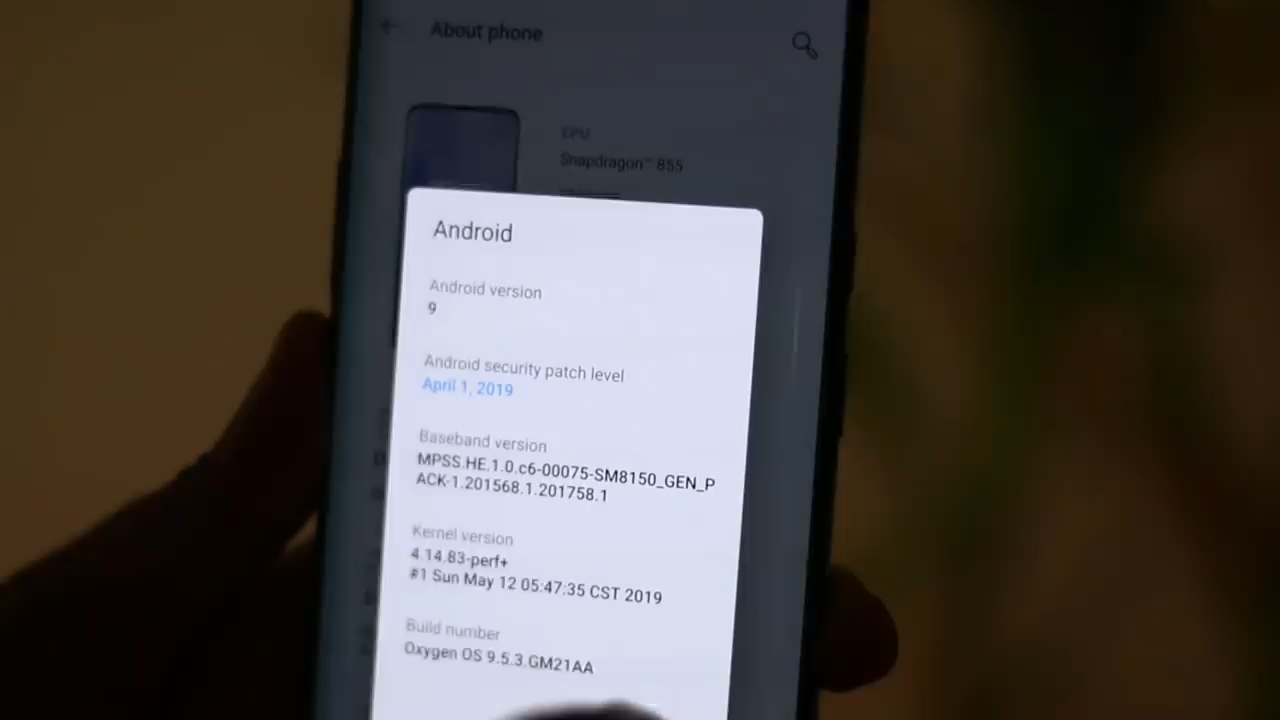 About phone
CPU
Snapdragon™ 855
Android
Android version
9
Android security patch level
April 1, 2019
Baseband version
MPSS.HE.1.0.c6-00075-SM8150_GEN_P
ACK-1.201568.1.201758.1
Kernel version
4.14.83-perf+
#1 Sun May 12 05:47:35 CST 2019
Build number
Oxygen OS 9.5.3.GM21AA